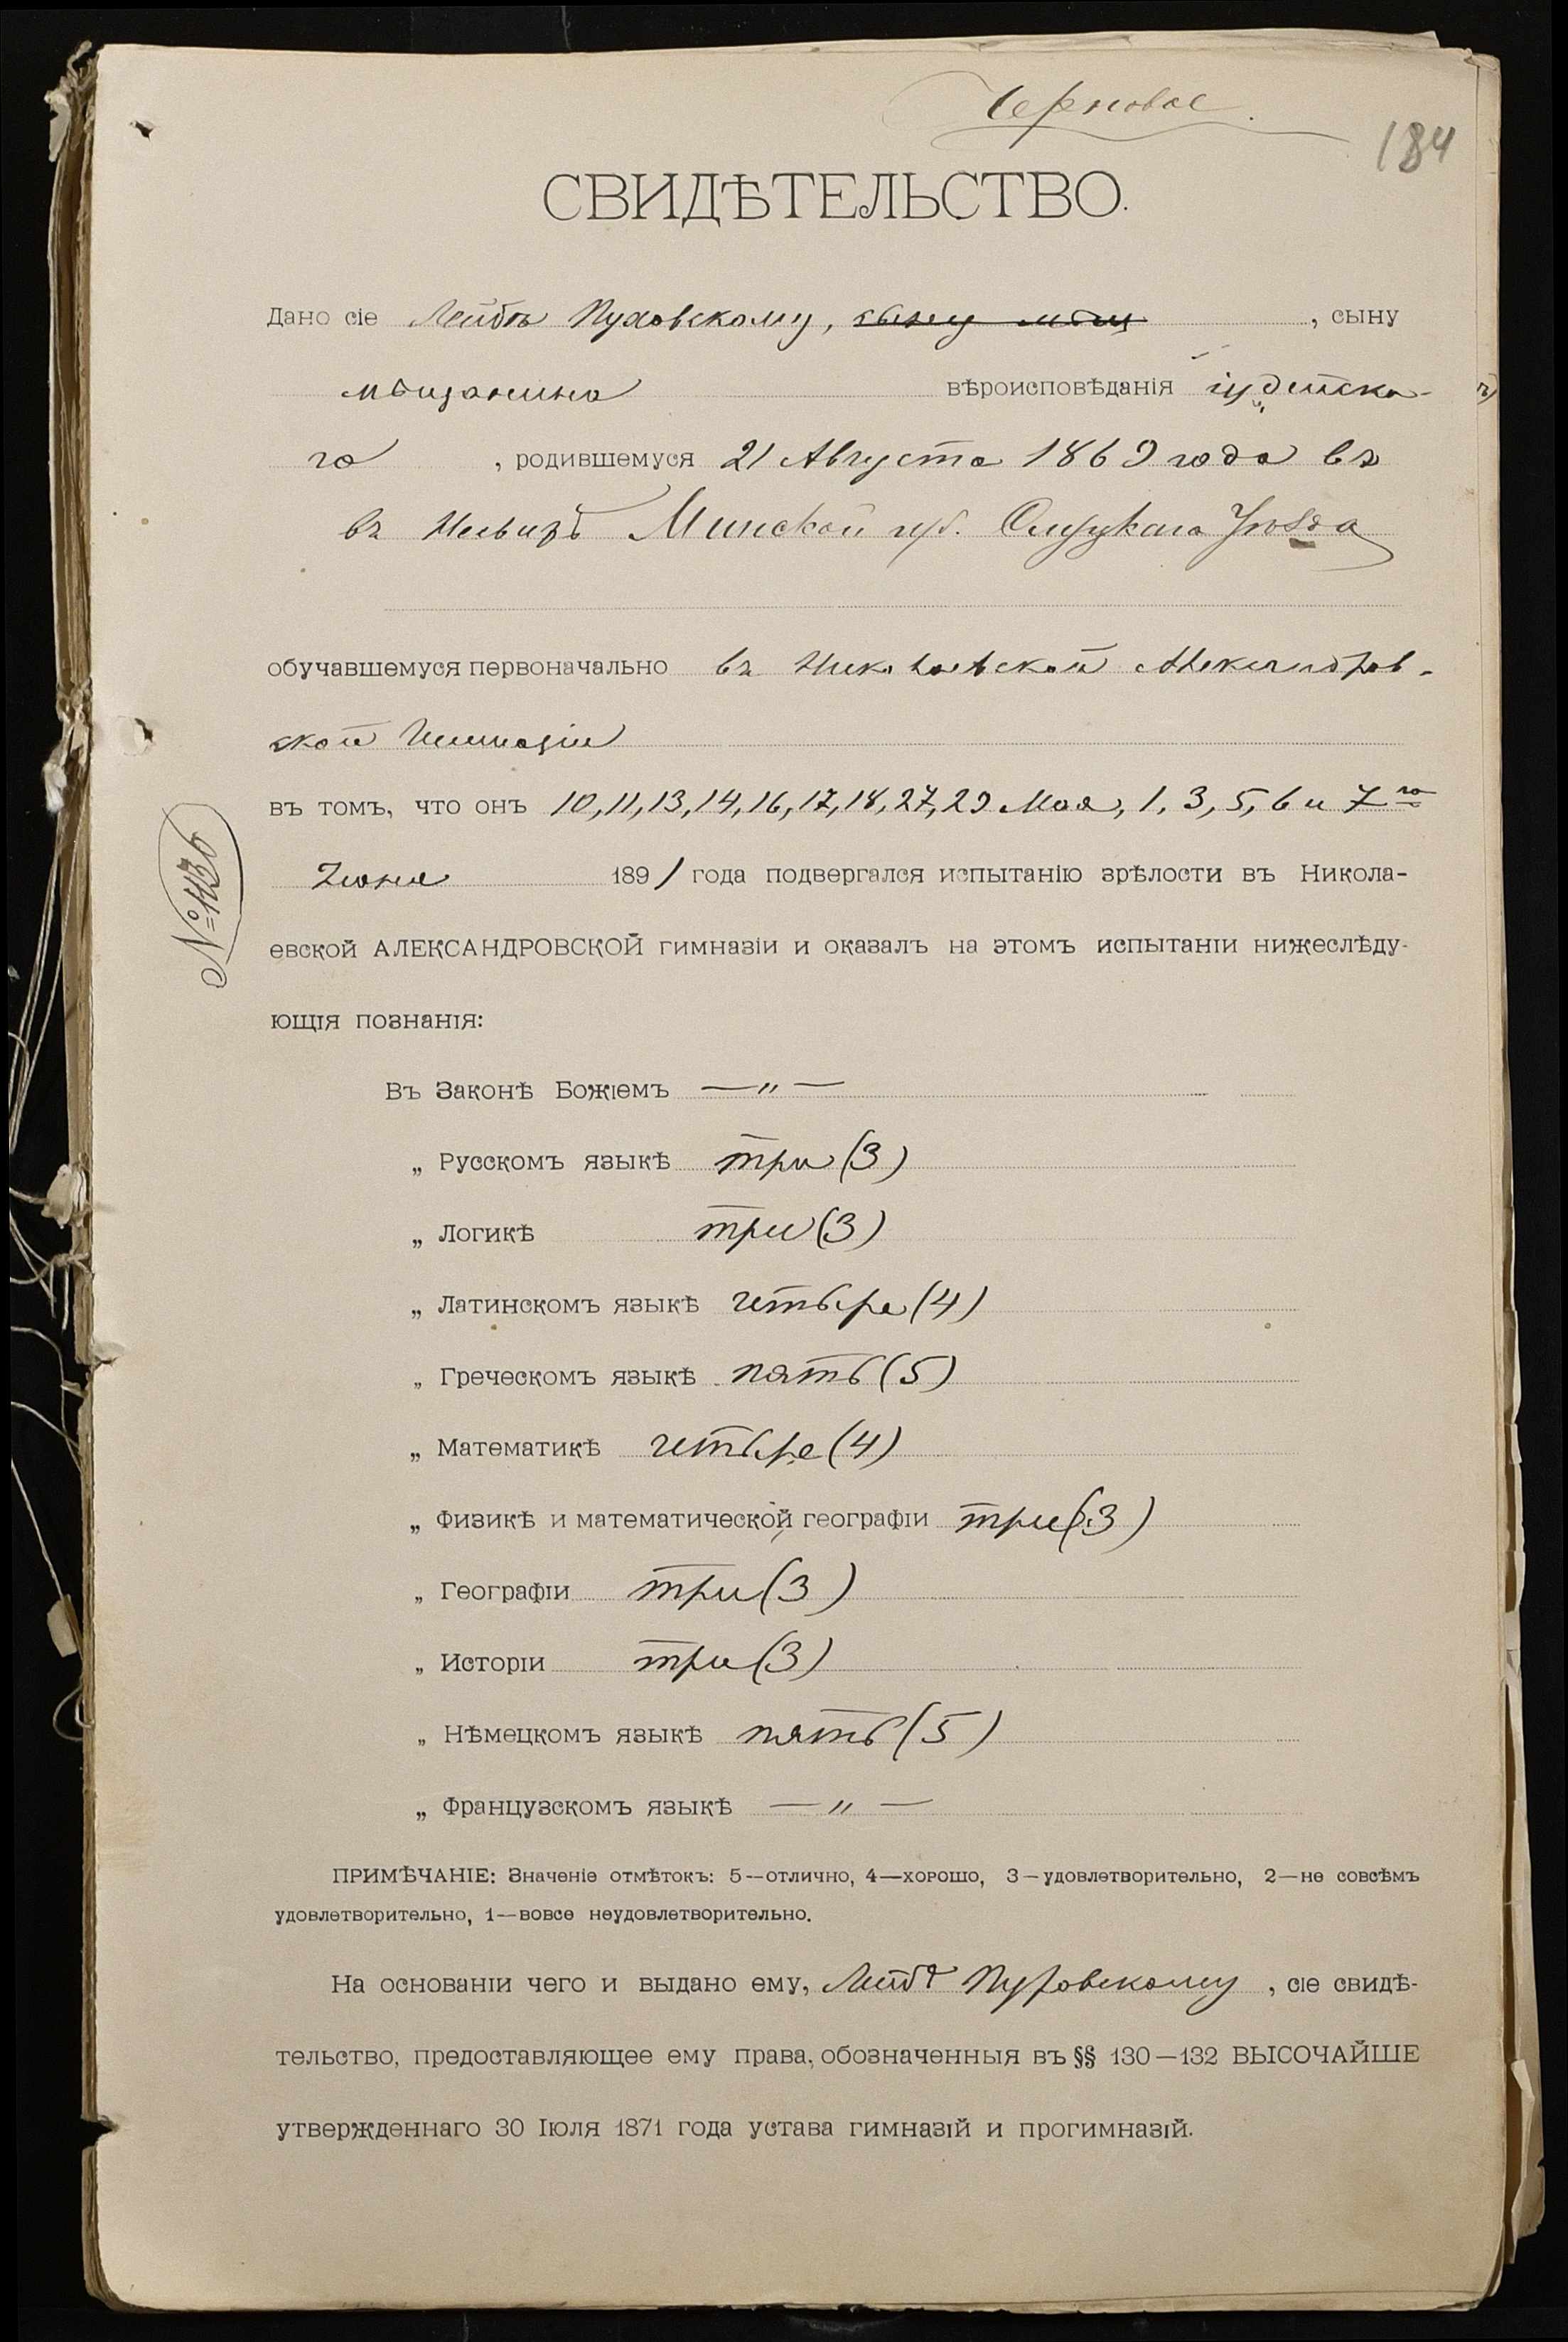 Черновое.
184
СВИДѢТЕЛЬСТВО.
Дано сіе Лейбѣ Пуховскому, сыну мѣщ , сыну
мѣщанина вѣроисповѣданія іудейска-
го , родившемуся 21 Августа 1869 года въ
въ Несвизѣ Минской губ. Слуцкаго Уѣзда
обучавшемуся первоначально въ Николаевской Александров-
ской Гимназіи
въ томъ, что онъ 10, 11, 13, 14, 16, 17, 18, 27, 29 Мая, 1, 3, 5, 6 и 7го
Іюня 1891 года подвергался испытанію зрѣлости въ Никола-
евской АЛЕКСАНДРОВСКОЙ гимназіи и оказалъ на этомъ испытаніи нижеслѣду-
ющія познанія:
Въ Законѣ Божіемъ —〃—
„ Русскомъ языкѣ три (3)
„ Логикѣ три (3)
„ Латинскомъ языкѣ четыре (4)
„ Греческомъ языкѣ пять (5)
„ Математикѣ четыре (4)
„ Физикѣ и математической географіи три (3)
„ Географіи три (3)
„ Исторіи три (3)
„ Нѣмецкомъ языкѣ пять (5)
„ Французскомъ языкѣ —〃—
ПРИМѢЧАНІЕ: Значеніе отмѣтокъ: 5—отлично, 4—хорошо, 3—удовлетворительно, 2—не совсѣмъ
удовлетворительно, 1—вовсе неудовлетворительно.
На основаніи чего и выдано ему, Лейбѣ Пуховскому , сіе свидѣ-
тельство, предоставляющее ему права, обозначенныя въ §§ 130—132 ВЫСОЧАЙШЕ
утвержденнаго 30 Іюля 1871 года устава гимназій и прогимназій.